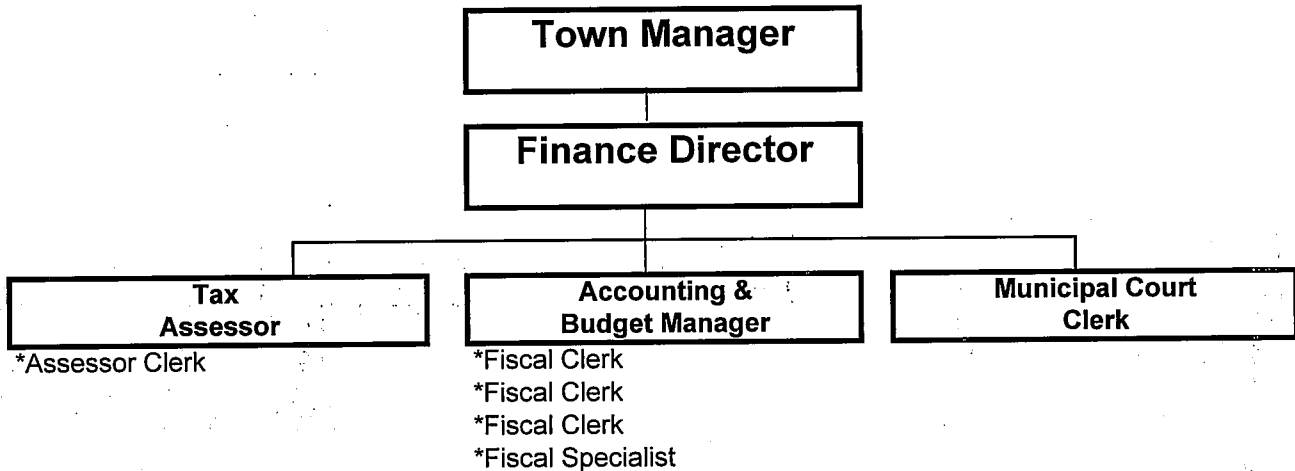 Town Manager
Finance Director
Tax
Assessor
*Assessor Clerk
Accounting &
Budget Manager
*Fiscal Clerk
*Fiscal Clerk
*Fiscal Clerk
*Fiscal Specialist
Municipal Court
Clerk